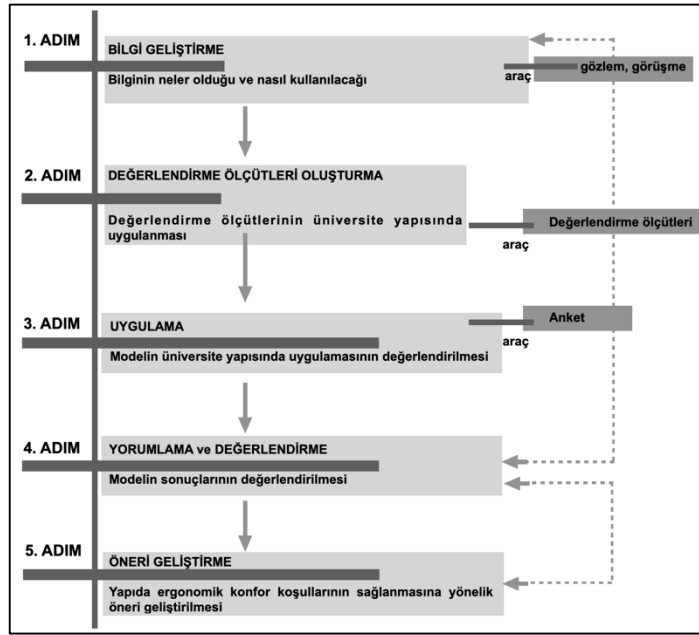 1. ADIM
BİLGİ GELİŞTİRME
Bilginin neler olduğu ve nasıl kullanılacağı
araç
gözlem, görüşme
2. ADIM
DEĞERLENDİRME ÖLÇÜTLERİ OLUŞTURMA
Değerlendirme ölçütlerinin üniversite yapısında
uygulanması
araç
Değerlendirme ölçütleri
3. ADIM
UYGULAMA
Modelin üniversite yapısında uygulamasının değerlendirilmesi
araç
Anket
4. ADIM
YORUMLAMA ve DEĞERLENDİRME
Modelin sonuçlarının değerlendirilmesi
5. ADIM
ÖNERİ GELİŞTİRME
Yapıda ergonomik konfor koşullarının sağlanmasına yönelik
öneri geliştirilmesi